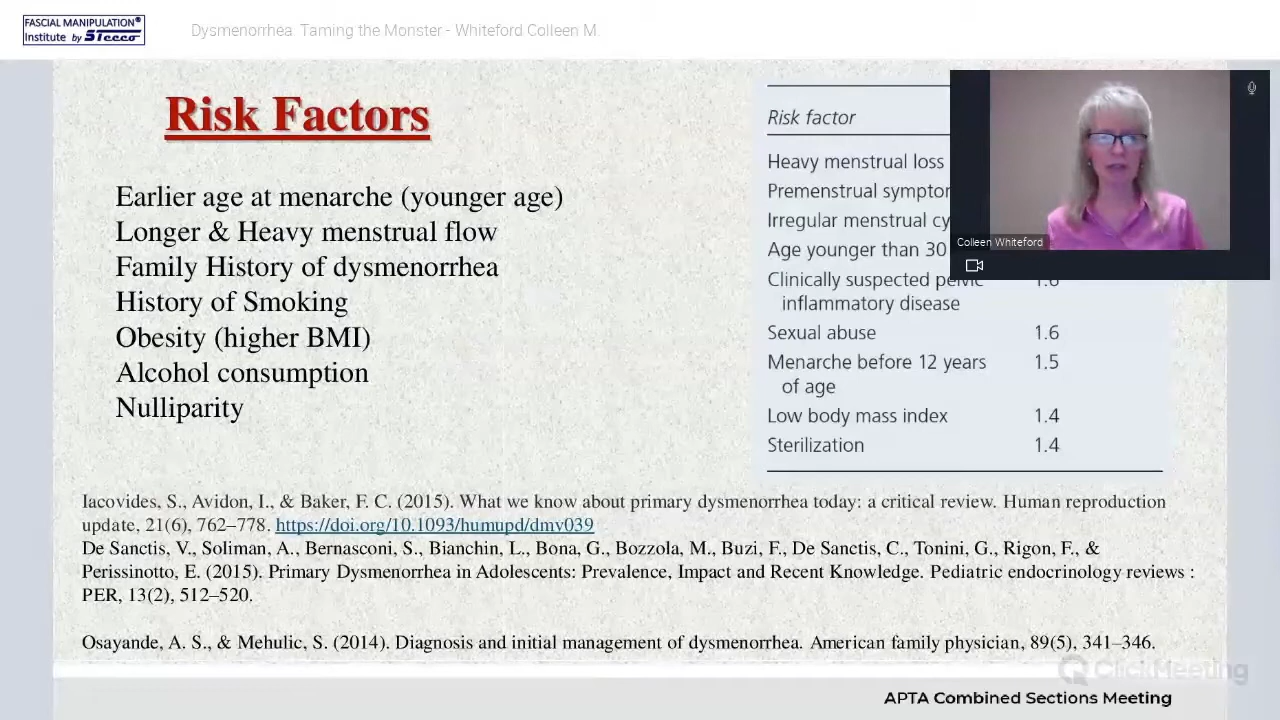 FASCIAL MANIPULATION®
Institute by Stecco
Dysmenorrhea. Taming the Monster - Whiteford Colleen M.
Risk Factors
Earlier age at menarche (younger age)
Longer & Heavy menstrual flow
Family History of dysmenorrhea
History of Smoking
Obesity (higher BMI)
Alcohol consumption
Nulliparity
Risk factor
Heavy menstrual loss
Premenstrual
Irregular menstrual
Age younger than 30
Clinically suspected pelvic 1.6
inflammatory disease
Sexual abuse 1.6
Menarche before 12 years 1.5
of age
Low body mass index 1.4
Sterilization 1.4
Colleen Whiteford
Iacovides, S., Avidon, I., & Baker, F. C. (2015). What we know about primary dysmenorrhea today: a critical review. Human reproduction
update, 21(6), 762–778. https://doi.org/10.1093/humupd/dmv039
De Sanctis, V., Soliman, A., Bernasconi, S., Bianchin, L., Bona, G., Bozzola, M., Buzi, F., De Sanctis, C., Tonini, G., Rigon, F., &
Perissinotto, E. (2015). Primary Dysmenorrhea in Adolescents: Prevalence, Impact and Recent Knowledge. Pediatric endocrinology reviews :
PER, 13(2), 512–520.
Osayande, A. S., & Mehulic, S. (2014). Diagnosis and initial management of dysmenorrhea. American family physician, 89(5), 341–346.
ClickMeeting
APTA Combined Sections Meeting